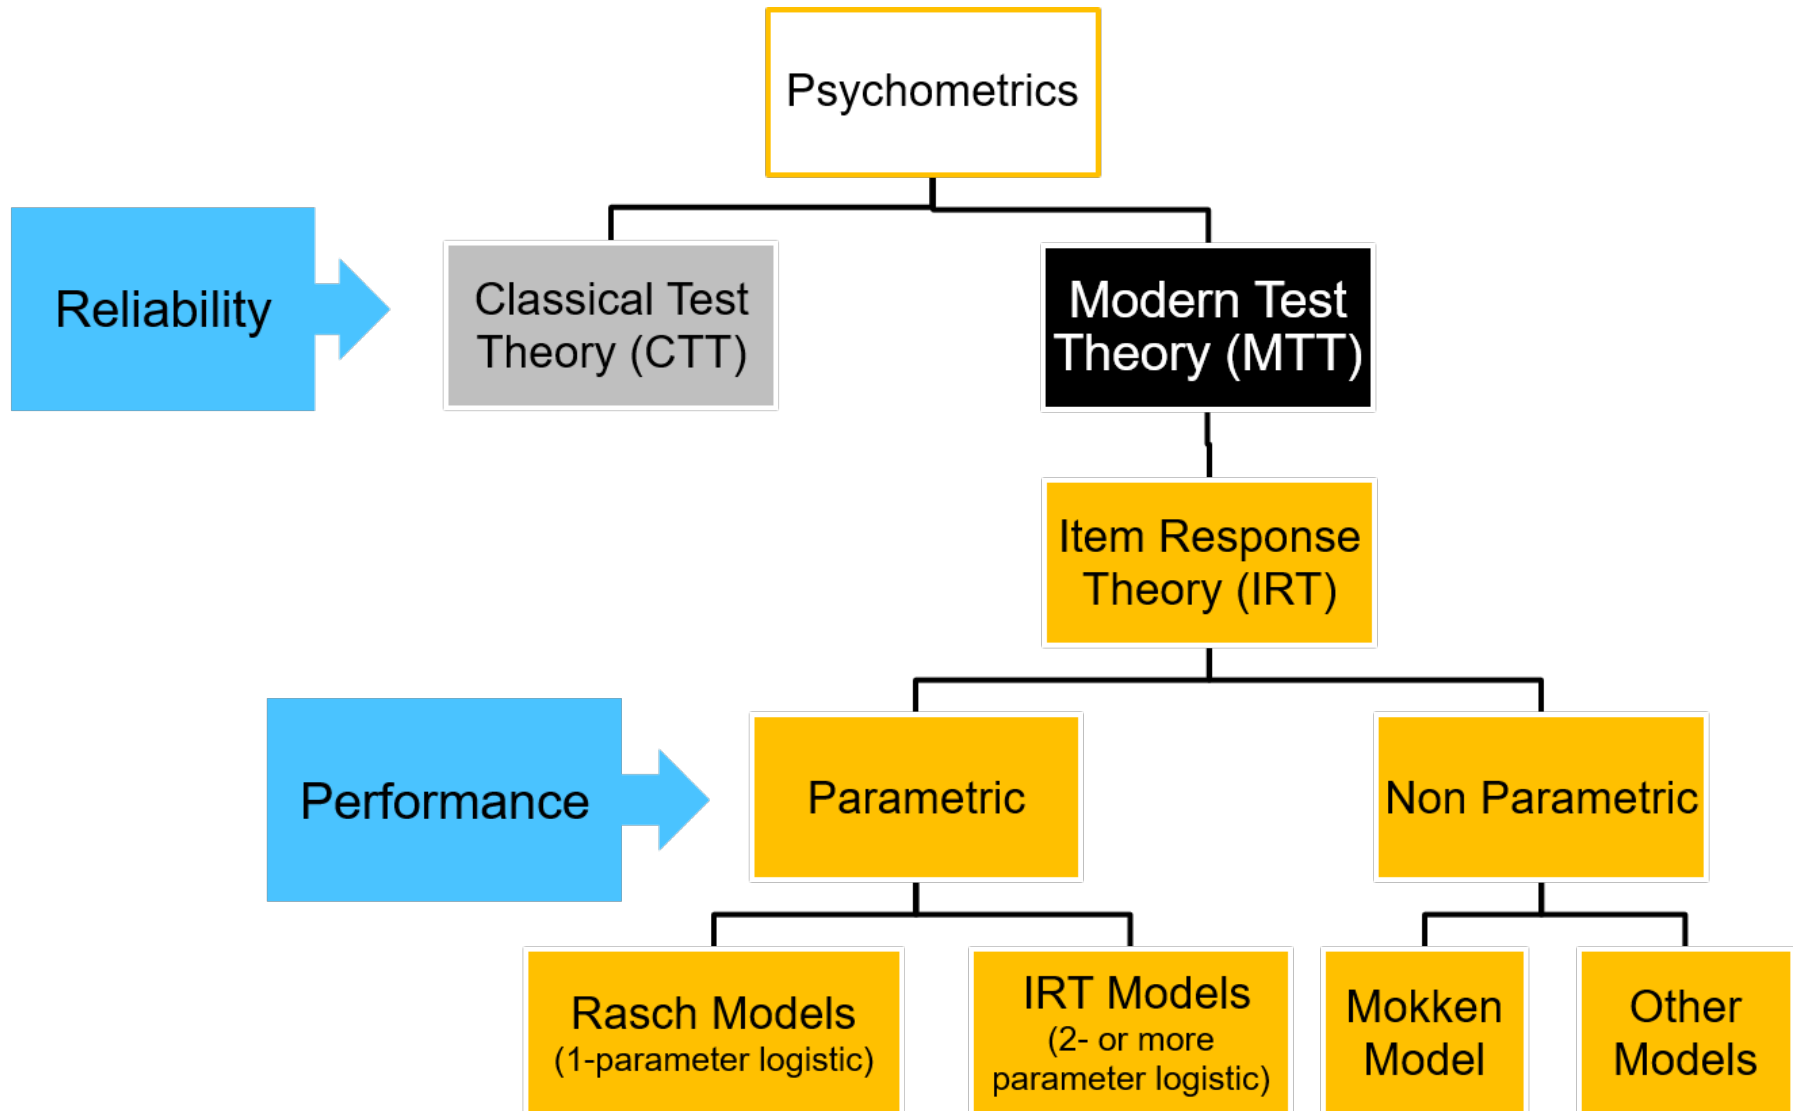 Psychometrics
Reliability
Classical Test
Theory (CTT)
Modern Test
Theory (MTT)
Item Response
Theory (IRT)
Performance
Parametric
Non Parametric
Rasch Models
(1-parameter logistic)
IRT Models
(2- or more
parameter logistic)
Mokken
Model
Other
Models